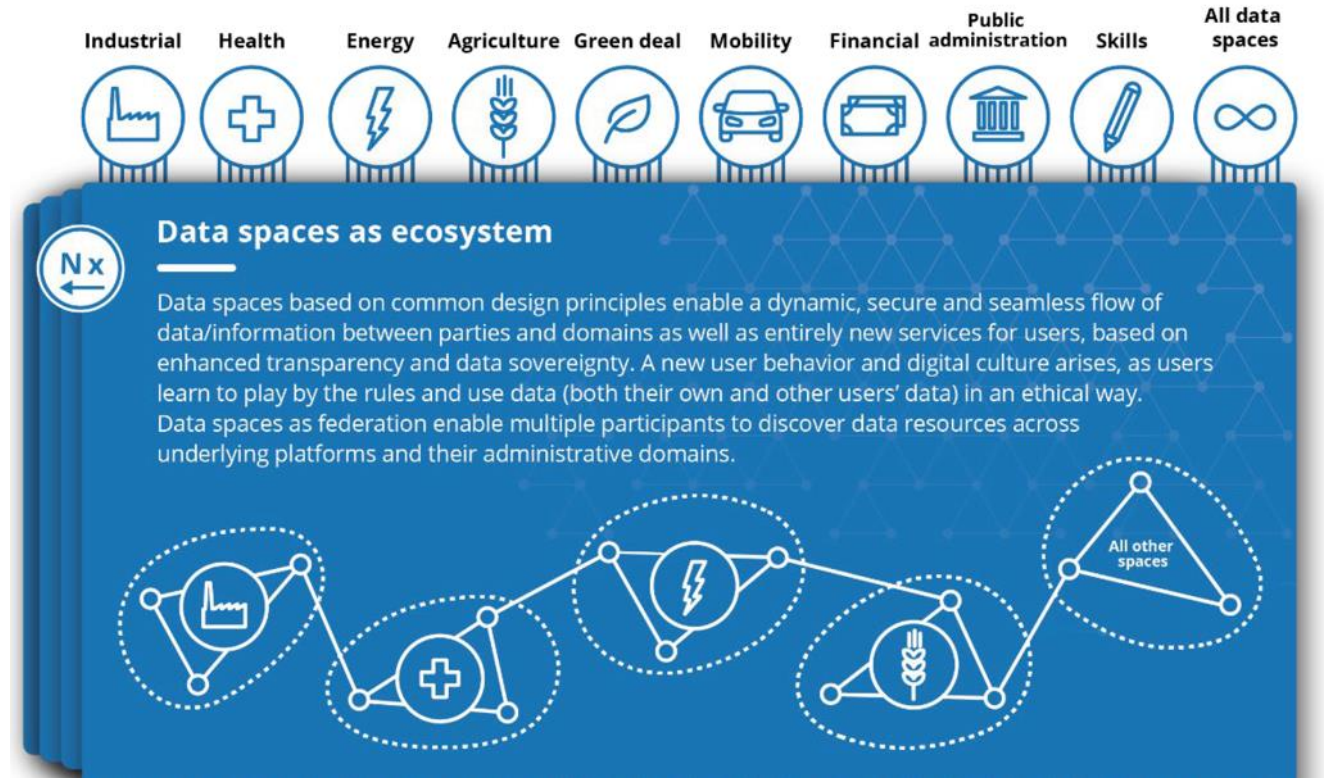 Industrial
Health
Energy
Agriculture
Green deal
Mobility
Financial
Public
administration
Skills
All data
spaces
Nx
Data spaces as ecosystem
Data spaces based on common design principles enable a dynamic, secure and seamless flow of
data/information between parties and domains as well as entirely new services for users, based on
enhanced transparency and data sovereignty. A new user behavior and digital culture arises, as users
learn to play by the rules and use data (both their own and other users’ data) in an ethical way.
Data spaces as federation enable multiple participants to discover data resources across
underlying platforms and their administrative domains.
All other
spaces